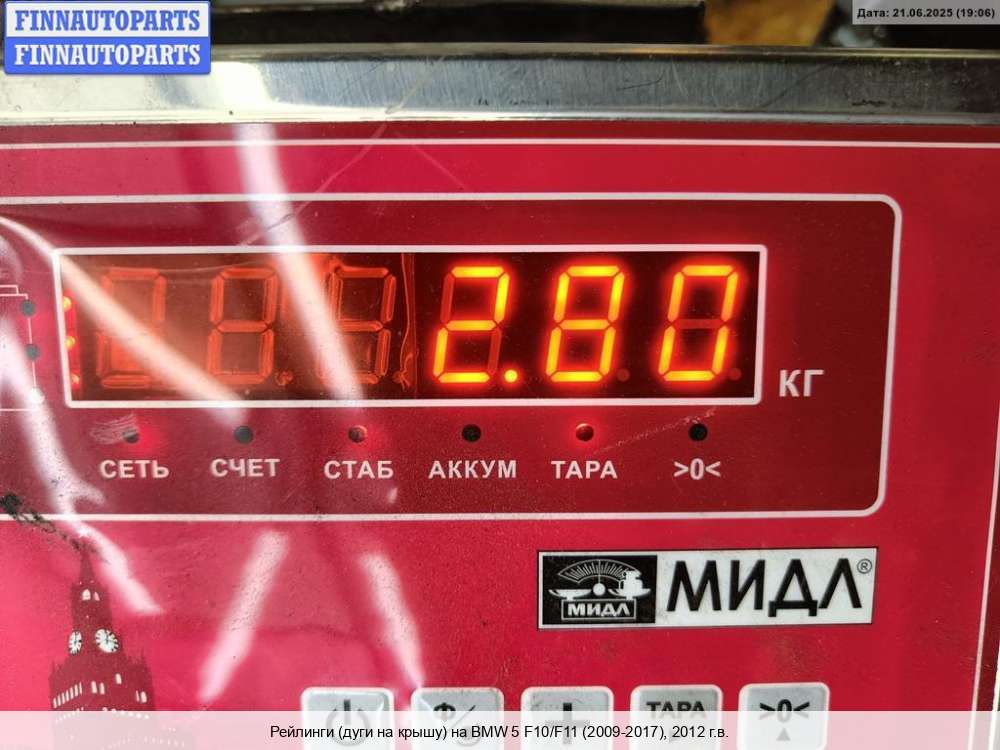 FINNAUTOPARTS
FINNAUTOPARTS
Дата: 21.06.2025 (19:06)
2.80
КГ
СЕТЬ СЧЕТ СТАБ АККУМ ТАРА >0<
МИДЛ
МИДЛ®
ТАРА >0<
Рейлинги (дуги на крышу) на BMW 5 F10/F11 (2009-2017), 2012 г.в.